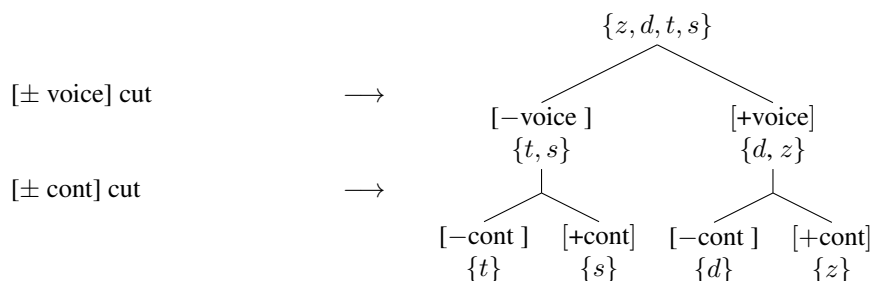 {z, d, t, s}
[± voice] cut ⟶
[−voice ] [+voice]
{t, s} {d, z}
[± cont] cut ⟶
[−cont ] [+cont] [−cont ] [+cont]
{t} {s} {d} {z}